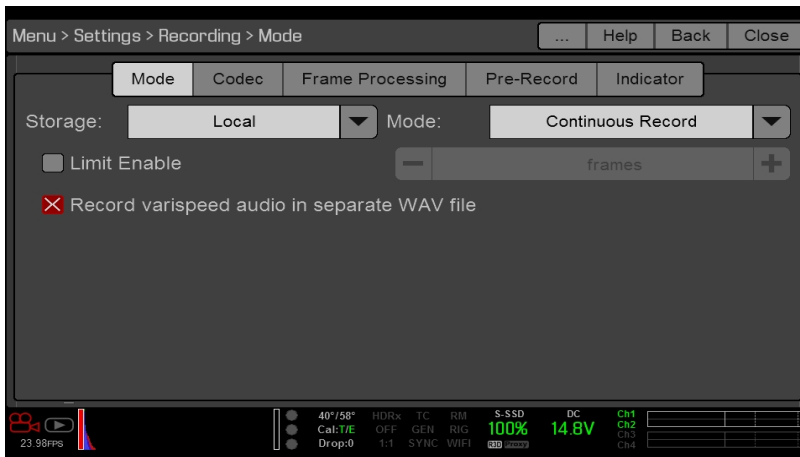 Menu > Settings > Recording > Mode ... Help Back Close
Mode Codec Frame Processing Pre-Record Indicator
Storage: Local Mode: Continuous Record
Limit Enable frames
Record varispeed audio in separate WAV file
40°/58° HDRx TC RM S-SSD DC Ch1
Cal:T/E OFF GEN RIG 100% 14.8V Ch2
23.98FPS Drop:0 1:1 SYNC WIFI R3D Proxy Ch3
Ch4